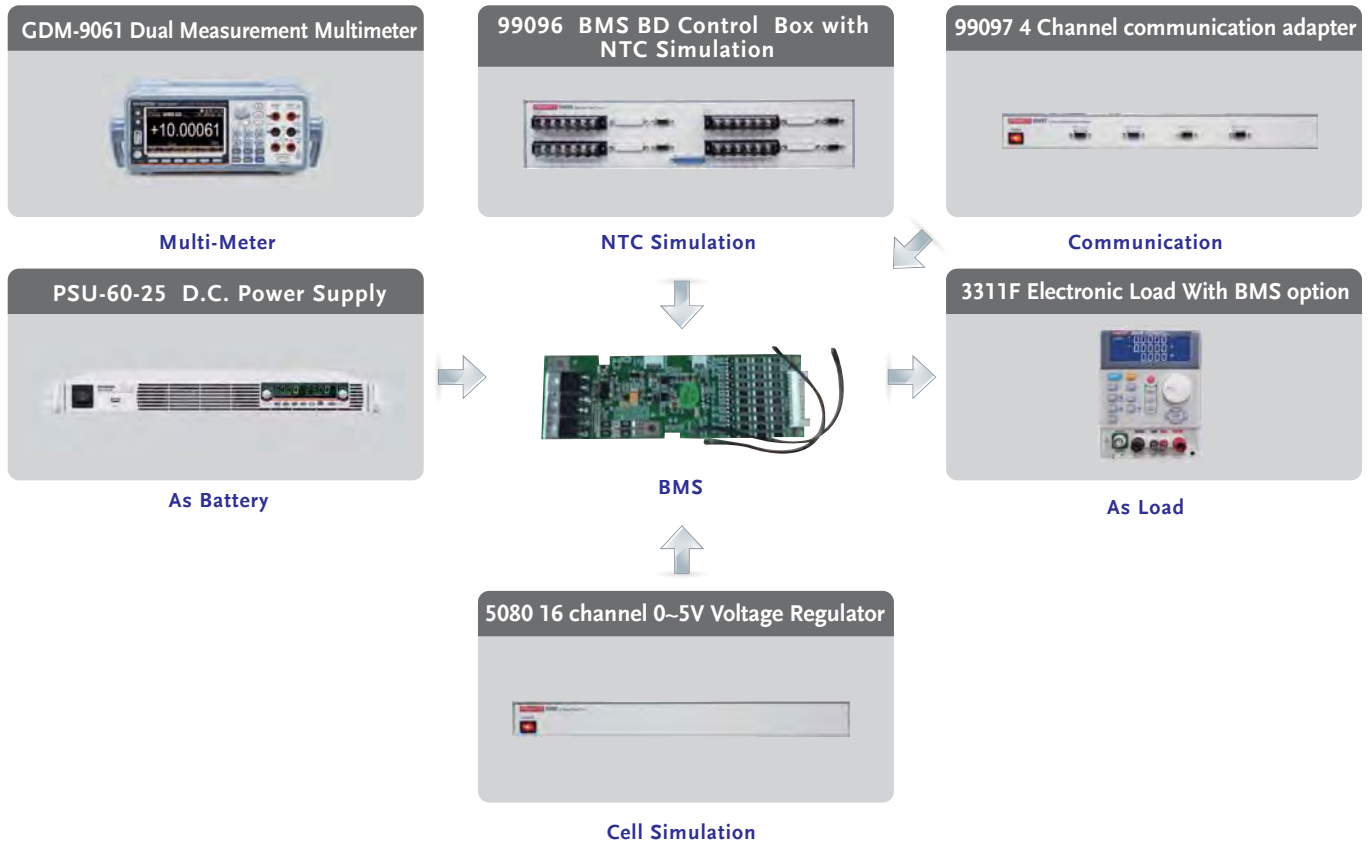 GDM-9061 Dual Measurement Multimeter
+10.00061
Multi-Meter
99096 BMS BD Control Box with
NTC Simulation
NTC Simulation
99097 4 Channel communication adapter
Communication
PSU-60-25 D.C. Power Supply
As Battery
BMS
3311F Electronic Load With BMS option
As Load
5080 16 channel 0~5V Voltage Regulator
Cell Simulation